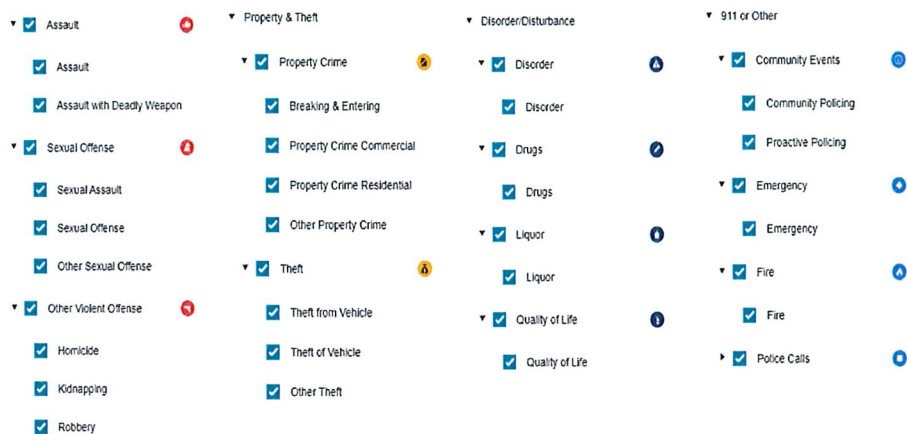 Assault
Assault
Assault with Deadly Weapon
Sexual Offense
Sexual Assault
Sexual Offense
Other Sexual Offense
Other Violent Offense
Homicide
Kidnapping
Robbery
Property & Theft
Property Crime
Breaking & Entering
Property Crime Commercial
Property Crime Residential
Other Property Crime
Theft
Theft from Vehicle
Theft of Vehicle
Other Theft
Disorder/Disturbance
Disorder
Disorder
Drugs
Drugs
Liquor
Liquor
Quality of Life
Quality of Life
911 or Other
Community Events
Community Policing
Proactive Policing
Emergency
Emergency
Fire
Fire
Police Calls